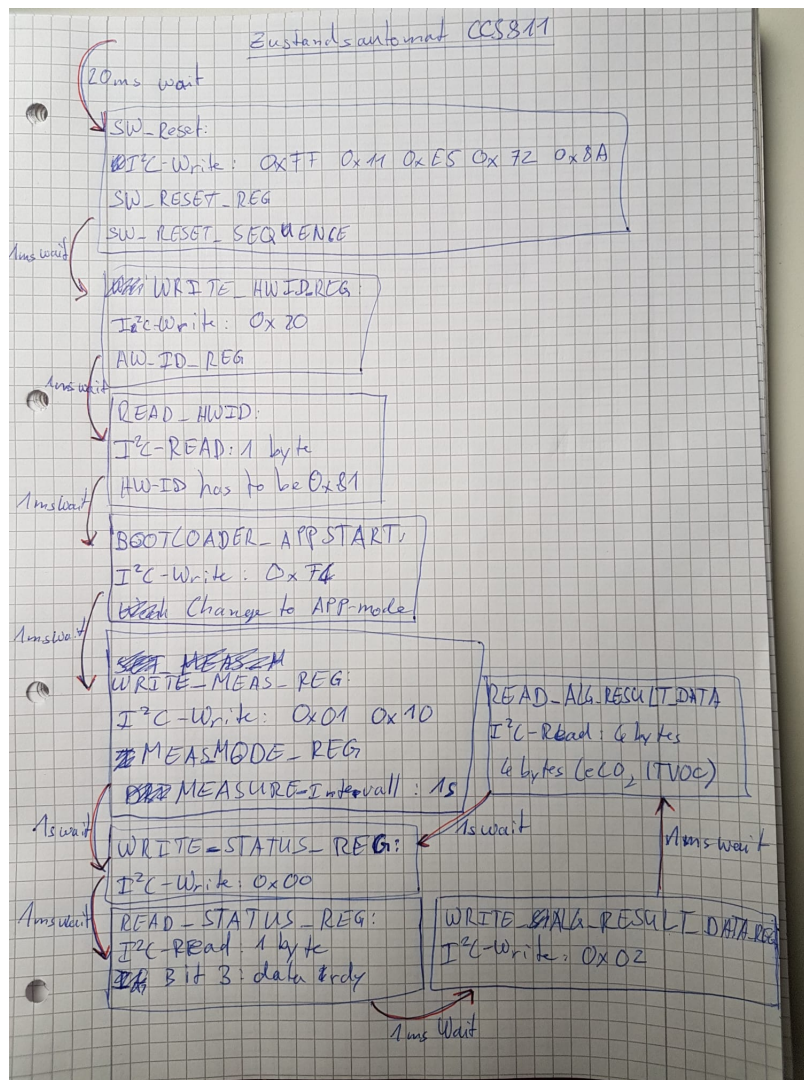 Zustandsautomat CCS811
20ms wait
SW_Reset:
I²C-Write: 0xFF 0x11 0xE5 0x72 0x8A
SW_RESET_REG
SW_RESET_SEQUENCE
1ms wait
WRITE_HWID_REG:
I²C-Write: 0x20
HW-ID_REG
1ms wait
READ_HWID:
I²C-READ: 1 byte
HW-ID has to be 0x81
1ms wait
BOOTLOADER_APPSTART:
I²C-Write: 0xF4
Change to APP-mode
1ms wait
WRITE_MEAS_REG:
I²C-Write: 0x01 0x10
MEASMODE_REG
MEASURE-Intervall: 1s
1s wait
WRITE_STATUS_REG:
I²C-Write: 0x00
1ms wait
READ_STATUS_REG:
I²C-Read: 1 byte
Bit 3: data rdy
1ms Wait
WRITE_ALG_RESULT_DATA_REG
I²C-Write: 0x02
1ms wait
READ_ALG_RESULT_DATA
I²C-Read: 4 bytes
4 bytes (eCO₂, TVOC)
1s wait